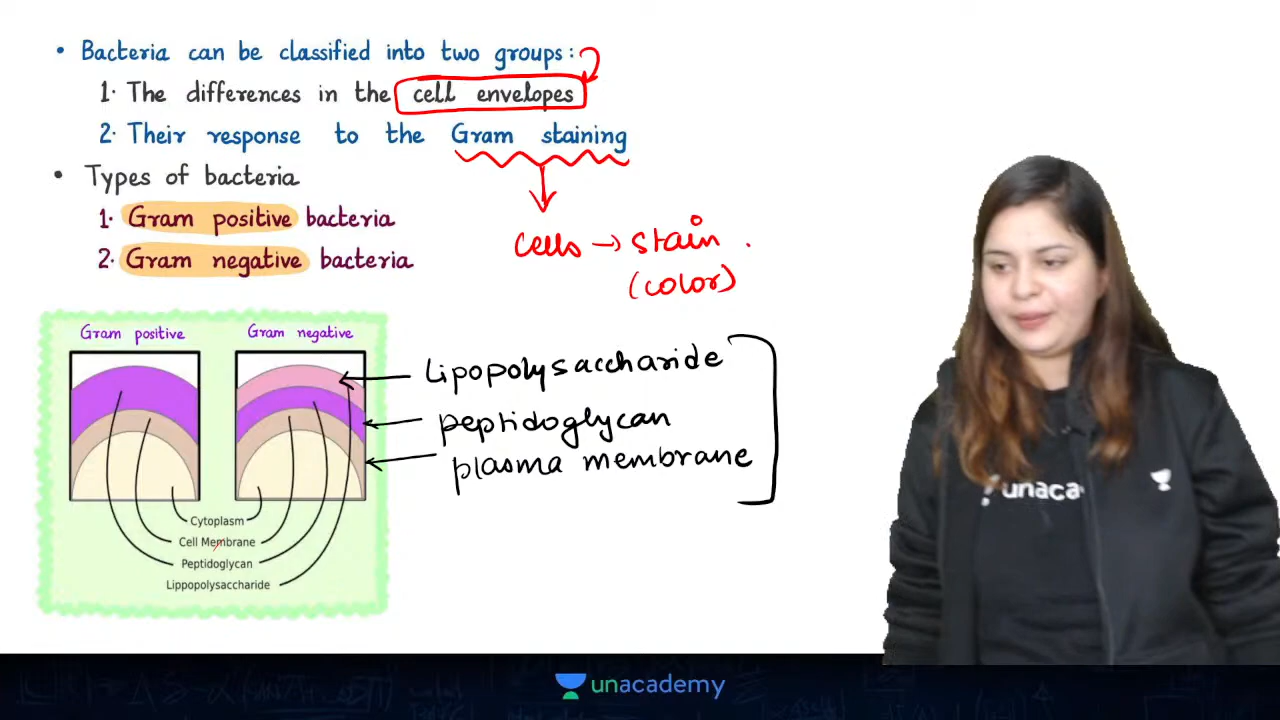 • Bacteria can be classified into two groups:
1. The differences in the cell envelopes
2. Their response to the Gram staining
• Types of bacteria
1. Gram positive bacteria
2. Gram negative bacteria
cells → stain .
(color)
Gram positive
Gram negative
Lipopolysaccharide
peptidoglycan
plasma membrane
Cytoplasm
Cell Membrane
Peptidoglycan
Lippopolysaccharide
unaca
unacademy